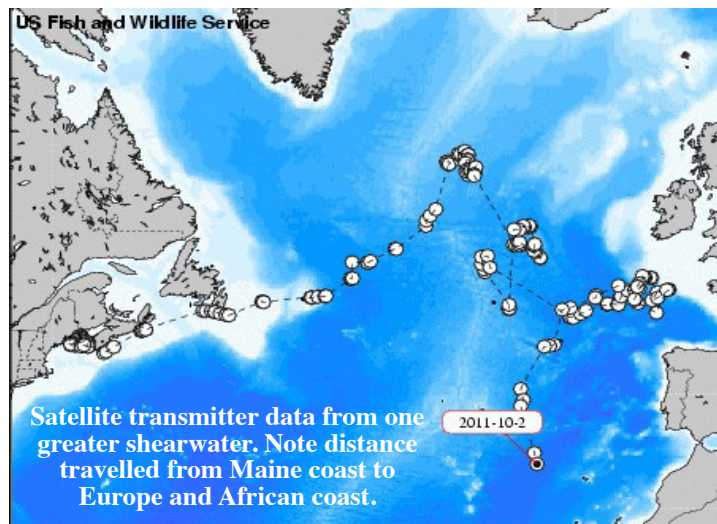 US Fish and Wildlife Service
2011-10-2
Satellite transmitter data from one
greater shearwater. Note distance
travelled from Maine coast to
Europe and African coast.